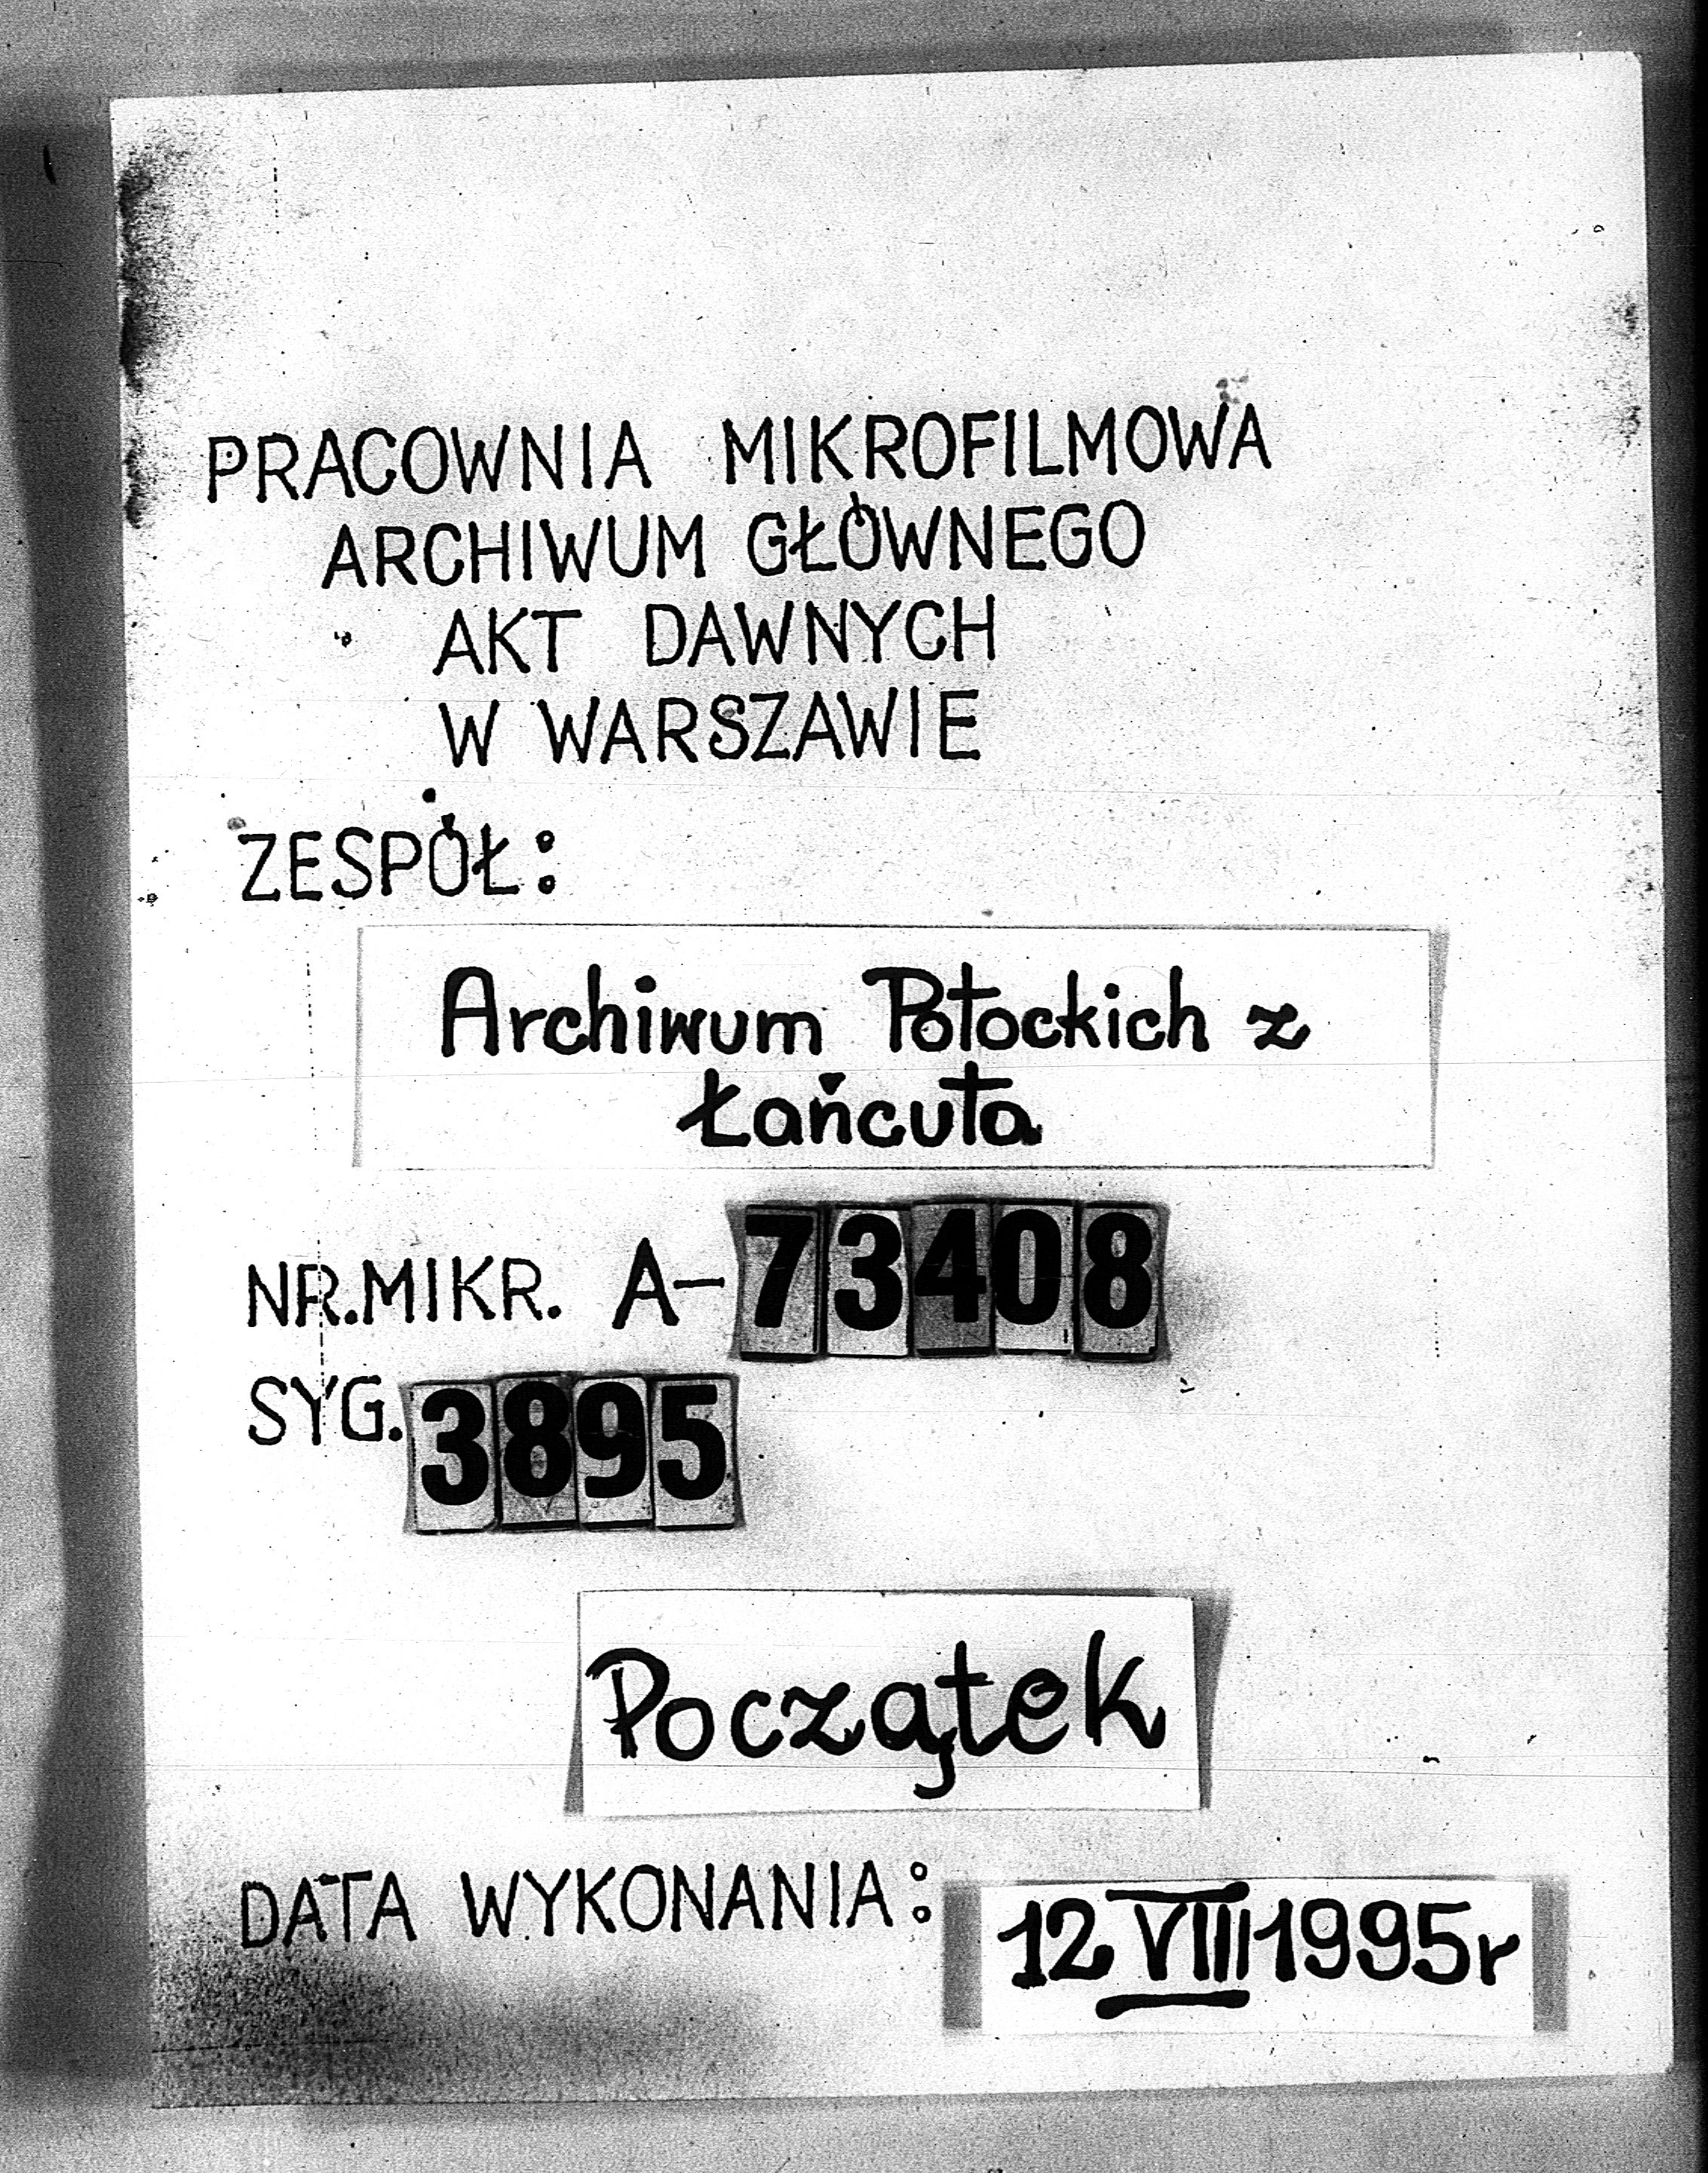 PRACOWNIA MIKROFILMOWA
ARCHIWUM GŁÓWNEGO
AKT DAWNYCH
W WARSZAWIE
ZESPÓŁ:
Archiwum Potockich z
Łańcuta
NR.MIKR. A-73408
SYG. 3895
Początek
DATA WYKONANIA: 12 VIII 1995r